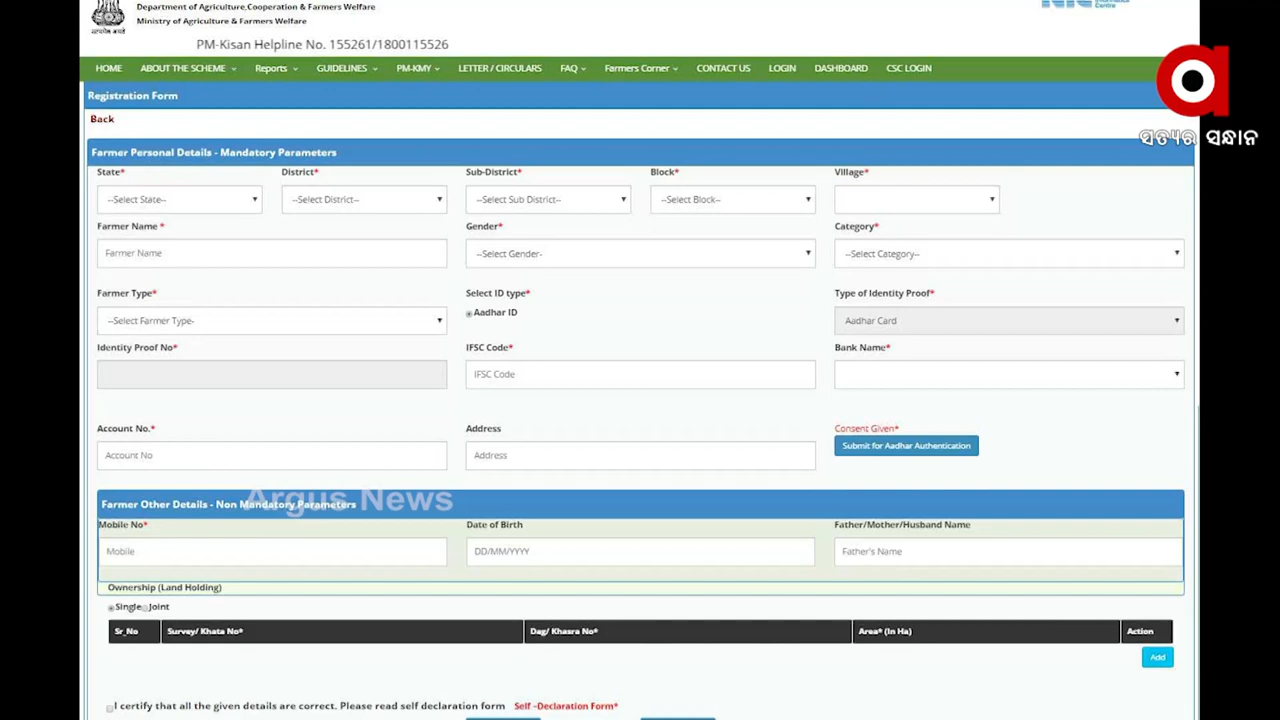 Department of Agriculture,Cooperation & Farmers Welfare
Ministry of Agriculture & Farmers Welfare
सत्यमेव जयते
Centre
PM-Kisan Helpline No. 155261/1800115526
HOME ABOUT THE SCHEME Reports GUIDELINES PM-KMY LETTER / CIRCULARS FAQ Farmers Corner CONTACT US LOGIN DASHBOARD CSC LOGIN
Registration Form
Back
ସତ୍ୟର ସନ୍ଧାନ
Farmer Personal Details - Mandatory Parameters
State* District* Sub-District* Block* Village*
--Select State-- --Select District-- --Select Sub District-- --Select Block--
Farmer Name * Gender* Category*
Farmer Name --Select Gender- --Select Category--
Farmer Type* Select ID type* Type of Identity Proof*
--Select Farmer Type- Aadhar ID Aadhar Card
Identity Proof No* IFSC Code* Bank Name*
IFSC Code
Account No.* Address Consent Given*
Account No Address Submit for Aadhar Authentication
Argus News
Farmer Other Details - Non Mandatory Parameters
Mobile No* Date of Birth Father/Mother/Husband Name
Mobile DD/MM/YYYY Father's Name
Ownership (Land Holding)
Single Joint
Sr_No Survey/ Khata No* Dag/ Khasra No* Area* (In Ha) Action
Add
I certify that all the given details are correct. Please read self declaration form Self -Declaration Form*